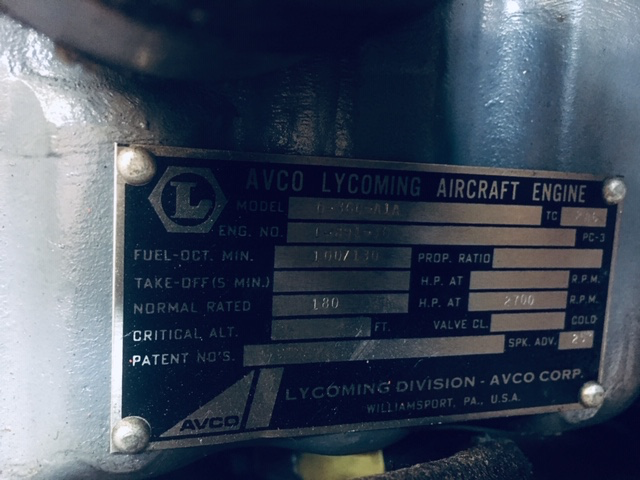 L
AVCO LYCOMING AIRCRAFT ENGINE
MODEL O-360-A1A TC
ENG. NO. PC-3
FUEL-OCT. MIN. 100/130 PROP. RATIO
TAKE-OFF(5 MIN.) H.P. AT R.P.M.
NORMAL RATED 180 H.P. AT 2700 R.P.M.
CRITICAL ALT. FT. VALVE CL. COLD
PATENT NO'S. SPK. ADV.
LYCOMING DIVISION - AVCO CORP.
AVCO WILLIAMSPORT, PA., U.S.A.